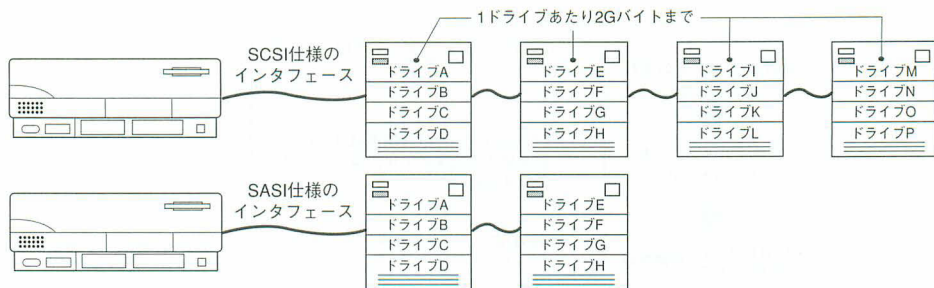 1ドライブあたり2Gバイトまで
SCSI仕様の
インタフェース
ドライブA
ドライブB
ドライブC
ドライブD
ドライブE
ドライブF
ドライブG
ドライブH
ドライブI
ドライブJ
ドライブK
ドライブL
ドライブM
ドライブN
ドライブO
ドライブP
SASI仕様の
インタフェース
ドライブA
ドライブB
ドライブC
ドライブD
ドライブE
ドライブF
ドライブG
ドライブH